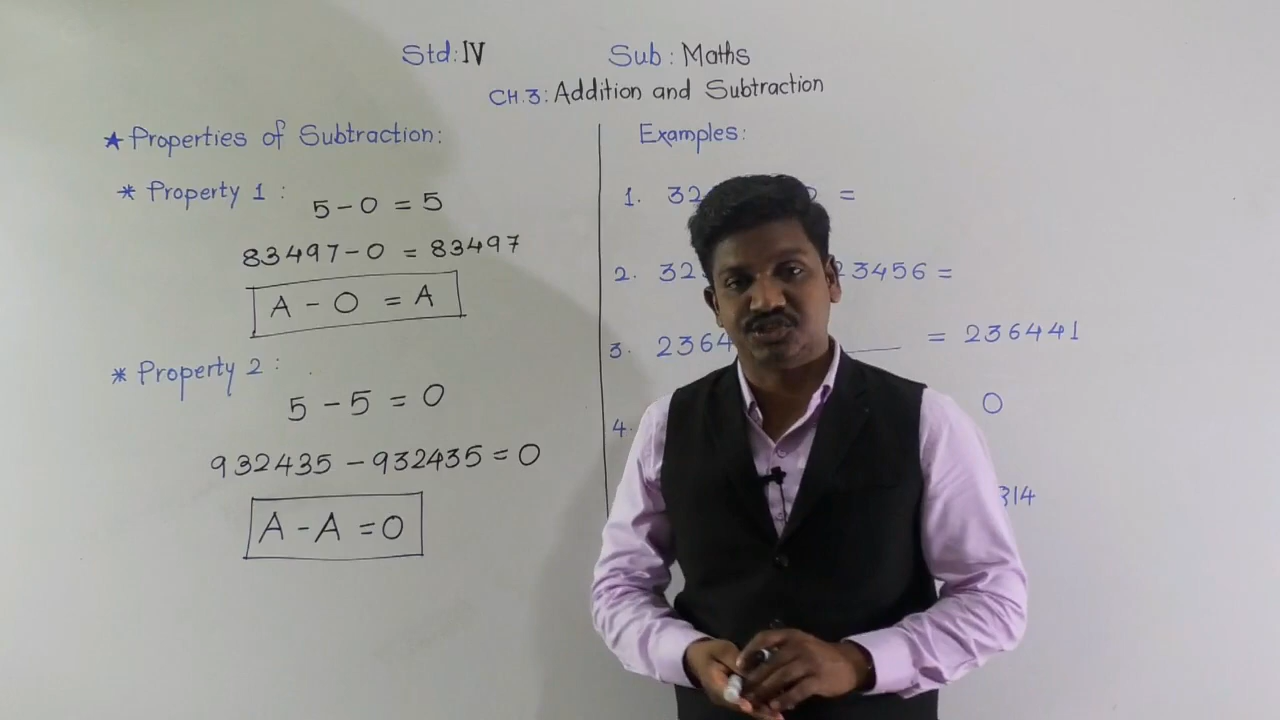 Std: IV Sub: Maths
CH.3: Addition and Subtraction
★ Properties of Subtraction:
* Property 1 :
5 - 0 = 5
83497 - 0 = 83497
A - 0 = A
* Property 2 :
5 - 5 = 0
932435 - 932435 = 0
A - A = 0
Examples:
1. 32 =
2. 32 23456 =
3. 2364 ____ = 236441
4. 0
314